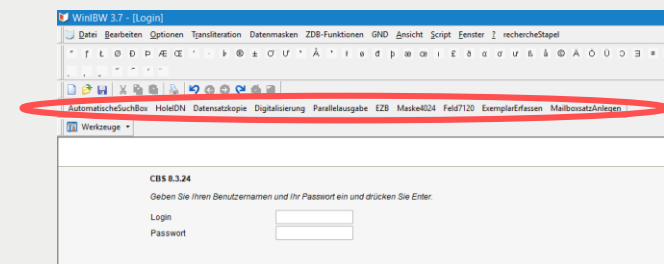 WinIBW 3.7 - [Login]
Datei Bearbeiten Optionen Transliteration Datenmasken ZDB-Funktionen GND Ansicht Script Fenster ? rechercheStapel
AutomatischeSuchBox HoleIDN Datensatzkopie Digitalisierung Parallelausgabe EZB Maske4024 Feld7120 ExemplarErfassen MailboxsatzAnlegen
Werkzeuge
CBS 8.3.24
Geben Sie Ihren Benutzernamen und Ihr Passwort ein und drücken Sie Enter.
Login
Passwort